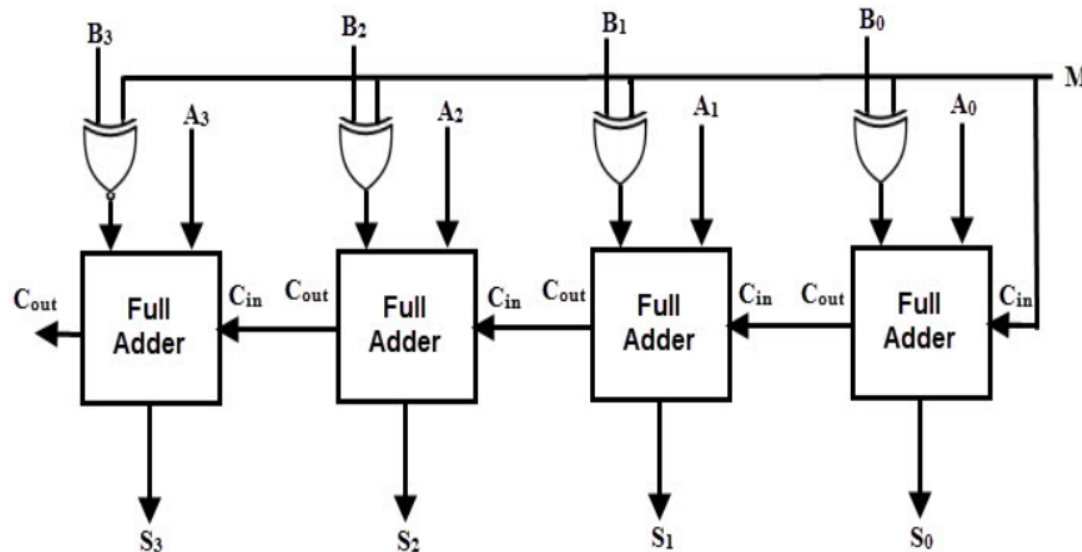 B3 B2 B1 B0
M
A3 A2 A1 A0
Cout Full Adder Cin Cout Full Adder Cin Cout Full Adder Cin Cout Full Adder Cin
S3 S2 S1 S0